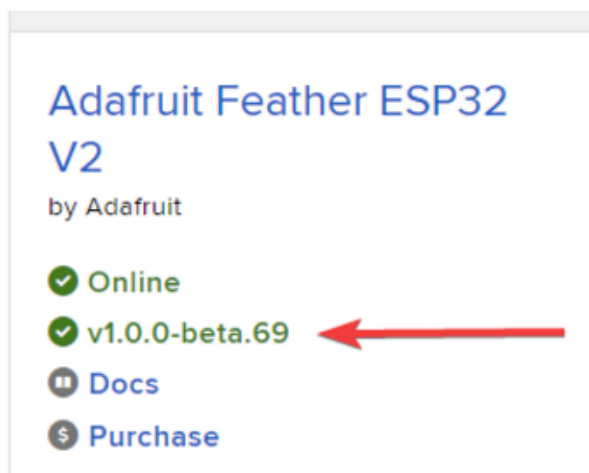 Adafruit Feather ESP32
V2
by Adafruit
Online
v1.0.0-beta.69
Docs
$ Purchase